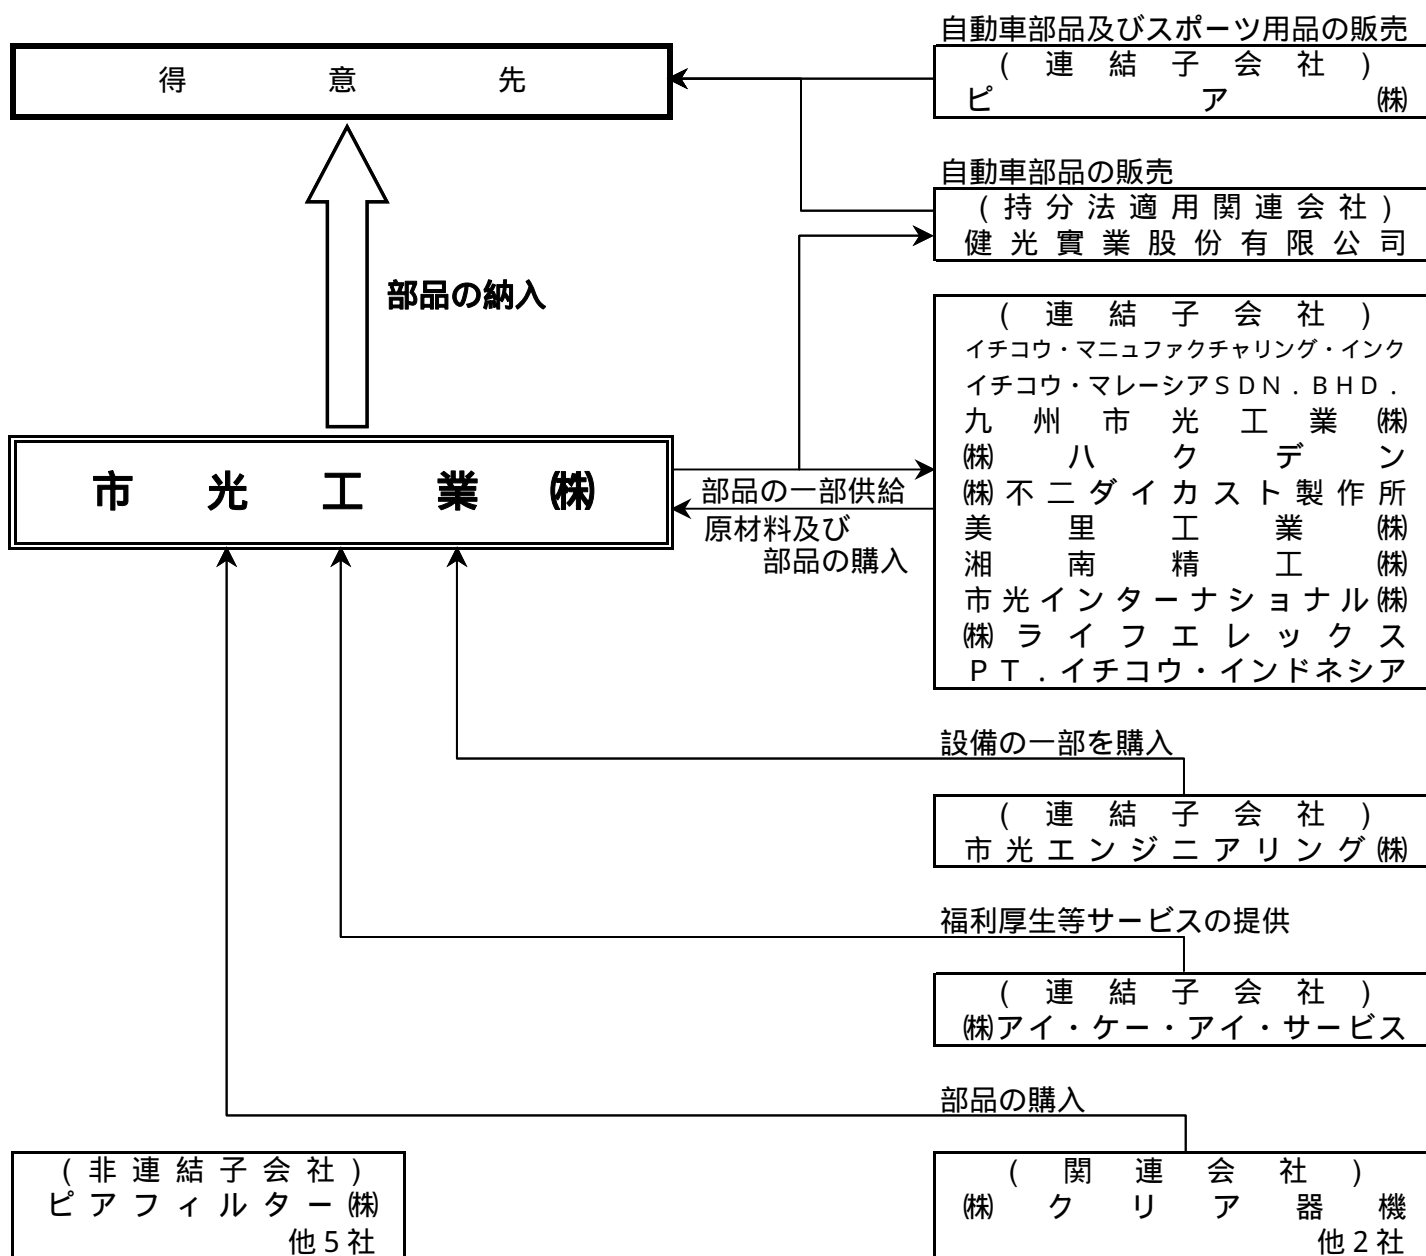 自動車部品及びスポーツ用品の販売
得意先
(連結子会社)
ピア㈱
自動車部品の販売
(持分法適用関連会社)
健光實業股份有限公司
部品の納入
(連結子会社)
イチコウ・マニュファクチャリング・インク
イチコウ・マレーシアSDN.BHD.
九州市光工業㈱
㈱ハクデン
㈱不二ダイカスト製作所
美里工業㈱
湘南精工㈱
市光インターナショナル㈱
㈱ライフエレックス
PT.イチコウ・インドネシア
市光工業㈱
部品の一部供給
原材料及び
部品の購入
設備の一部を購入
(連結子会社)
市光エンジニアリング㈱
福利厚生等サービスの提供
(連結子会社)
㈱アイ・ケー・アイ・サービス
部品の購入
(非連結子会社)
ピアフィルター㈱
他5社
(関連会社)
㈱クリア器機
他2社